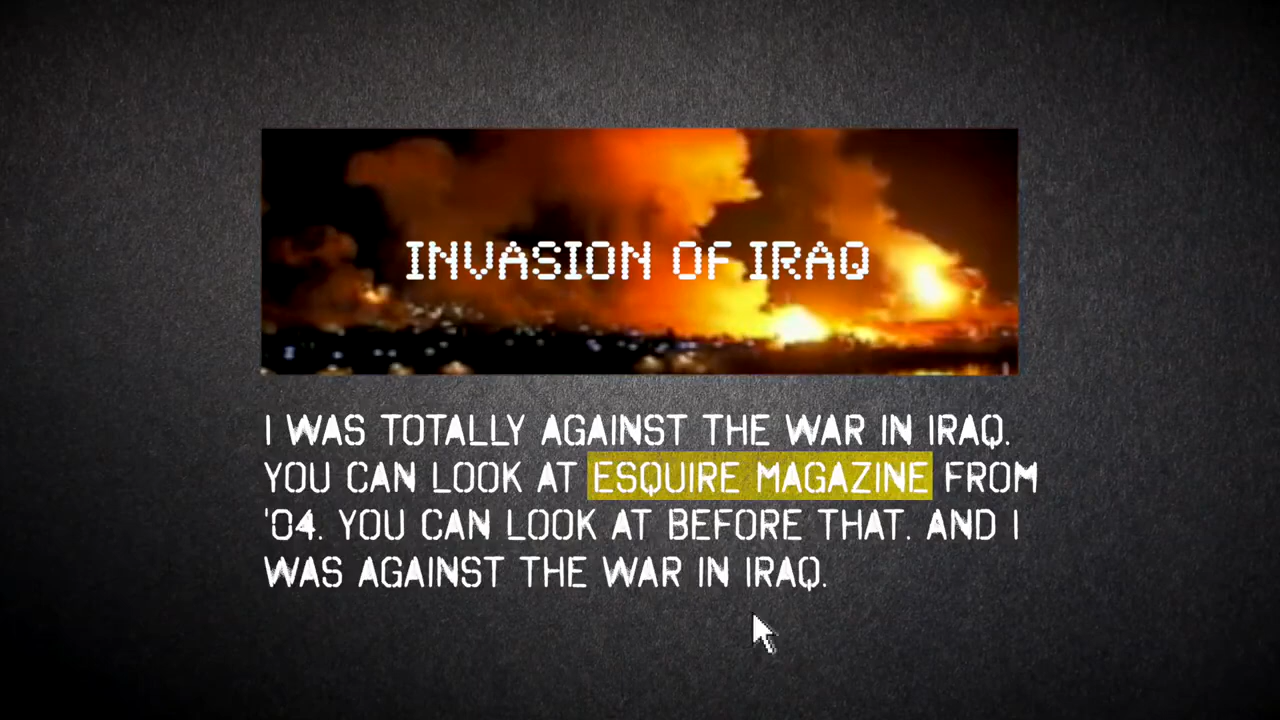 INVASION OF IRAQ
I WAS TOTALLY AGAINST THE WAR IN IRAQ.
YOU CAN LOOK AT ESQUIRE MAGAZINE FROM
'04. YOU CAN LOOK AT BEFORE THAT. AND I
WAS AGAINST THE WAR IN IRAQ.